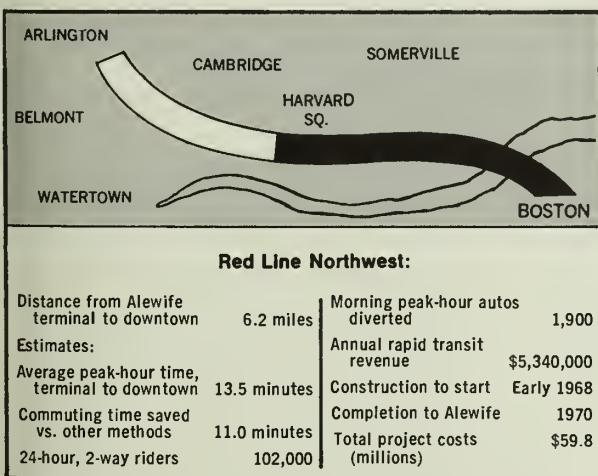 ARLINGTON
CAMBRIDGE
SOMERVILLE
BELMONT
HARVARD
SQ.
WATERTOWN
BOSTON
Red Line Northwest:
Distance from Alewife
terminal to downtown 6.2 miles
Estimates:
Average peak-hour time,
terminal to downtown 13.5 minutes
Commuting time saved
vs. other methods 11.0 minutes
24-hour, 2-way riders 102,000
Morning peak-hour autos
diverted 1,900
Annual rapid transit
revenue $5,340,000
Construction to start Early 1968
Completion to Alewife 1970
Total project costs $59.8
(millions)